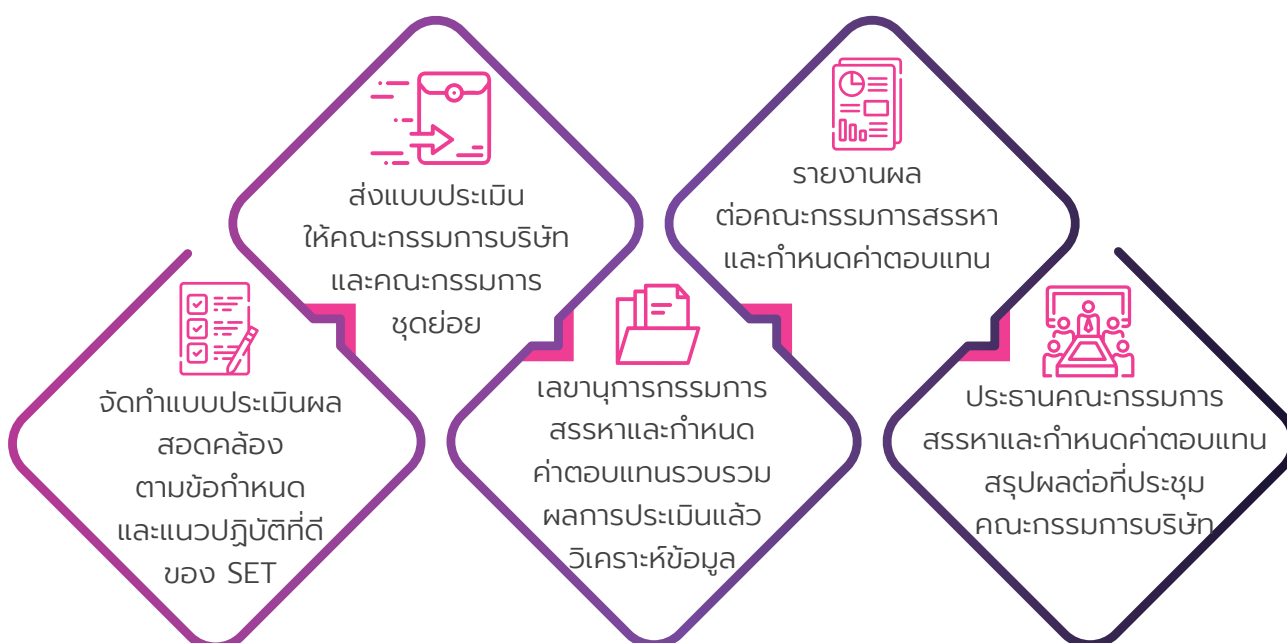 จัดทำแบบประเมินผล
สอดคล้อง
ตามข้อกำหนด
และแนวปฏิบัติที่ดี
ของ SET
ส่งแบบประเมิน
ให้คณะกรรมการบริษัท
และคณะกรรมการ
ชุดย่อย
เลขานุการกรรมการ
สรรหาและกำหนด
ค่าตอบแทนรวบรวม
ผลการประเมินแล้ว
วิเคราะห์ข้อมูล
รายงานผล
ต่อคณะกรรมการสรรหา
และกำหนดค่าตอบแทน
ประธานคณะกรรมการ
สรรหาและกำหนดค่าตอบแทน
สรุปผลต่อที่ประชุม
คณะกรรมการบริษัท